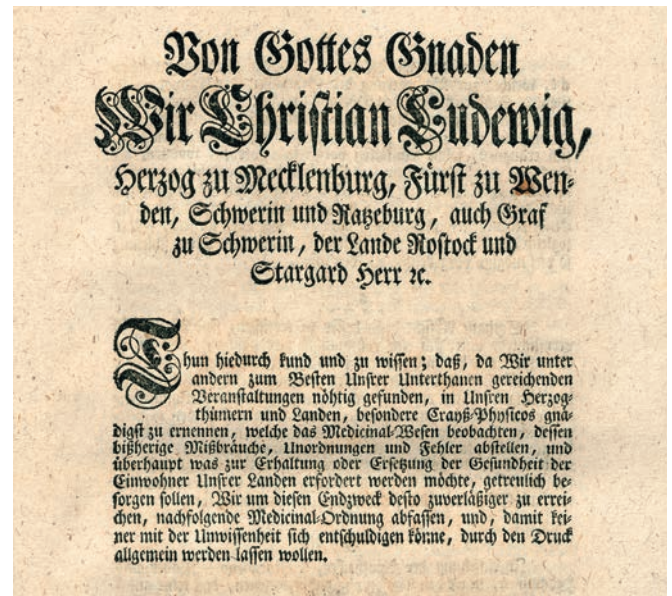 Von Gottes Gnaden
Wir Christian Ludewig,
Herzog zu Mecklenburg, Fürst zu Wen-
den, Schwerin und Ratzeburg, auch Graf
zu Schwerin, der Lande Rostock und
Stargard Herr ꝛc.
Thun hiedurch kund und zu wissen; daß, da Wir unter
andern zum Besten Unsrer Unterthanen gereichenden
Veranstaltungen nöhtig gefunden, in Unsren Herzog-
thümern und Landen, besondere Crayß-Physicos gnä-
digst zu ernennen, welche das Medicinal-Wesen beobachten, dessen
bißherige Mißbräuche, Unordnungen und Fehler abstellen, und
überhaupt was zur Erhaltung oder Ersetzung der Gesundheit der
Einwohner Unsrer Landen erfordert werden möchte, getreulich be-
sorgen sollen, Wir um diesen Endzweck desto zuverläßiger zu errei-
chen, nachfolgende Medicinal-Ordnung abfassen, und, damit kei-
ner mit der Unwissenheit sich entschuldigen könne, durch den Druck
allgemein werden lassen wollen.